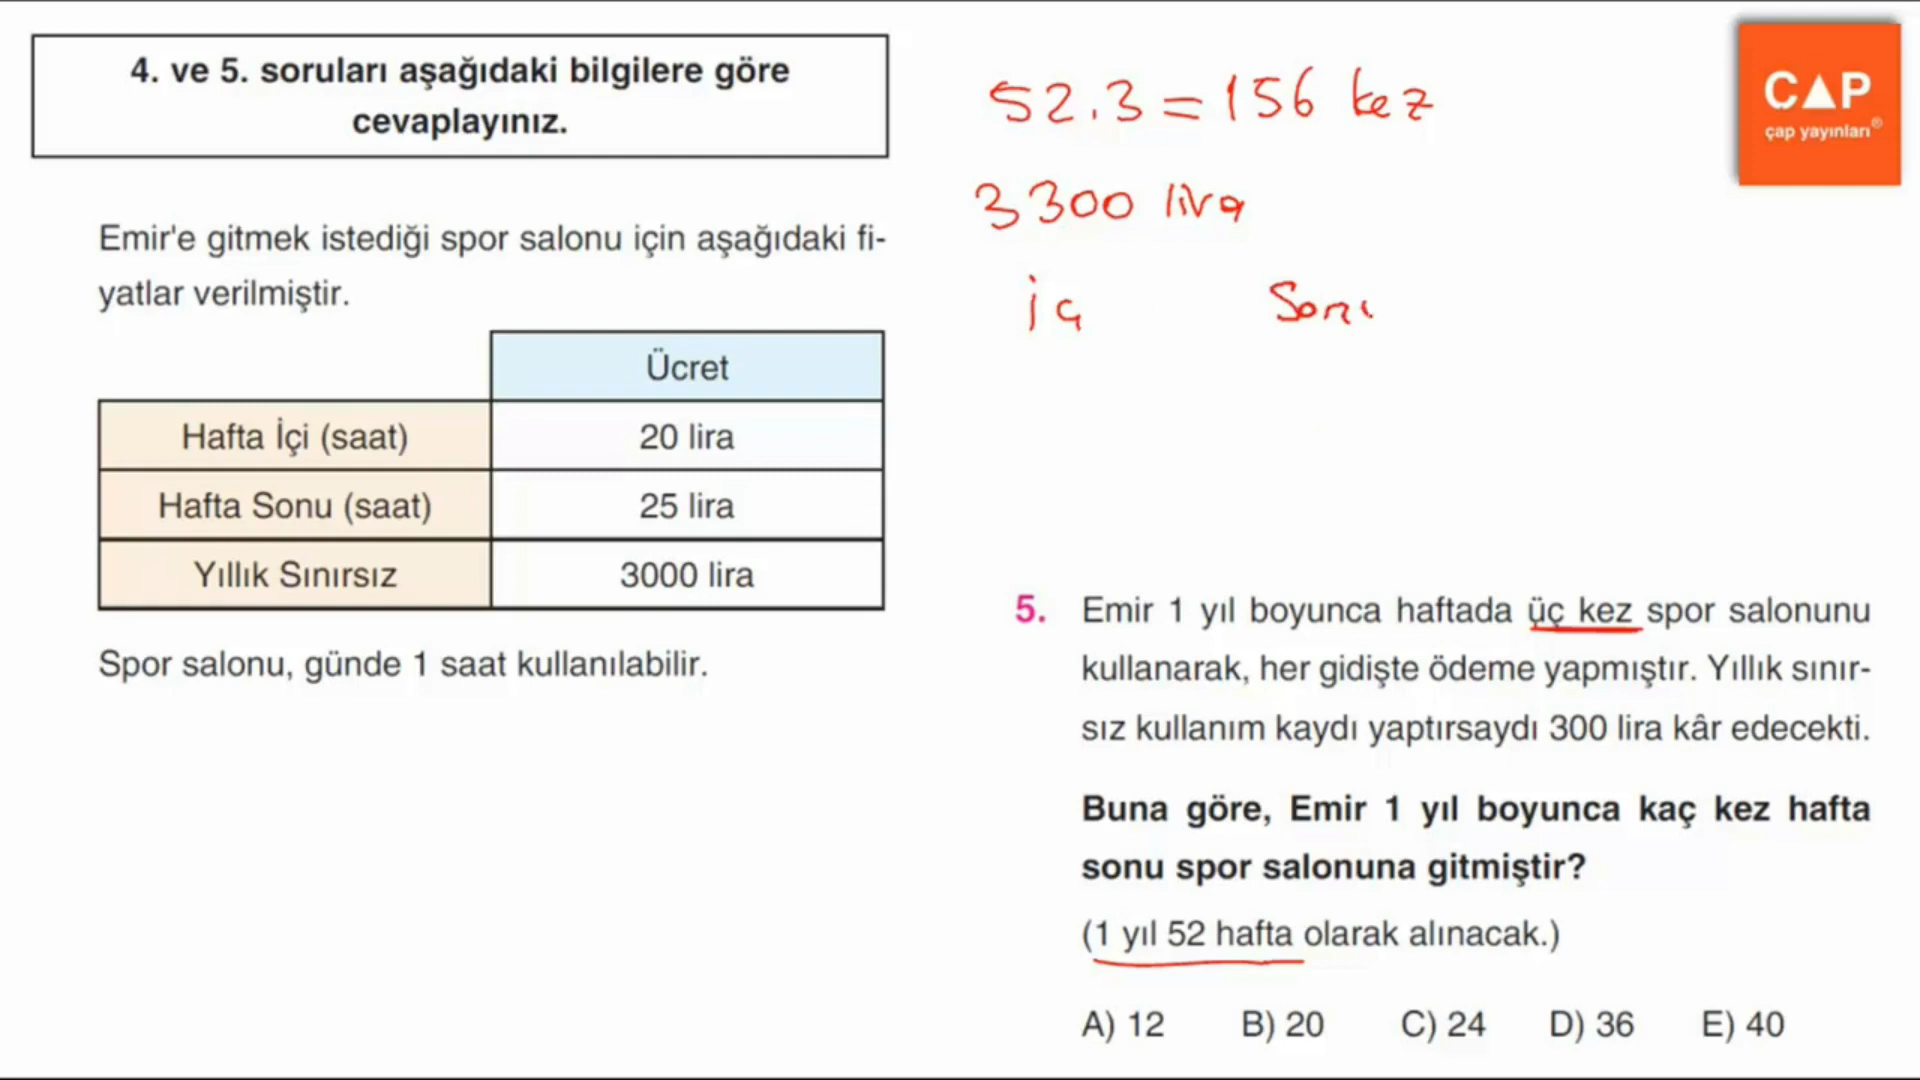 4. ve 5. soruları aşağıdaki bilgilere göre
cevaplayınız.
Emir'e gitmek istediği spor salonu için aşağıdaki fi-
yatlar verilmiştir.
Ücret
Hafta İçi (saat) 20 lira
Hafta Sonu (saat) 25 lira
Yıllık Sınırsız 3000 lira
Spor salonu, günde 1 saat kullanılabilir.
52.3=156 kez
3300 lira
İç Sonu
ÇAP
çap yayınları®
5. Emir 1 yıl boyunca haftada üç kez spor salonunu
kullanarak, her gidişte ödeme yapmıştır. Yıllık sınır-
sız kullanım kaydı yaptırsaydı 300 lira kâr edecekti.
Buna göre, Emir 1 yıl boyunca kaç kez hafta
sonu spor salonuna gitmiştir?
(1 yıl 52 hafta olarak alınacak.)
A) 12 B) 20 C) 24 D) 36 E) 40